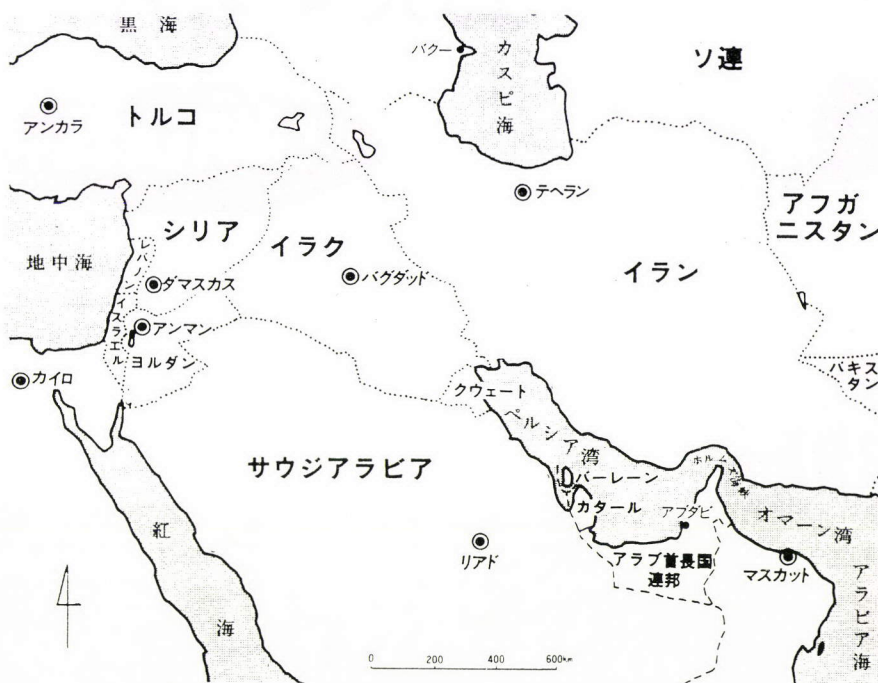 黒海
カスピ海
バクー
ソ連
アンカラ
トルコ
テヘラン
アフガ
ニスタン
シリア
イラク
イラン
レバノン
地中海
ダマスカス
バグダッド
イスラエル
アンマン
ヨルダン
カイロ
パキス
タン
クウェート
ペルシア湾
サウジアラビア
バーレーン
カタール
アブダビ
オマーン湾
紅海
リアド
アラブ首長国
連邦
マスカット
アラビア海
0 200 400 600km